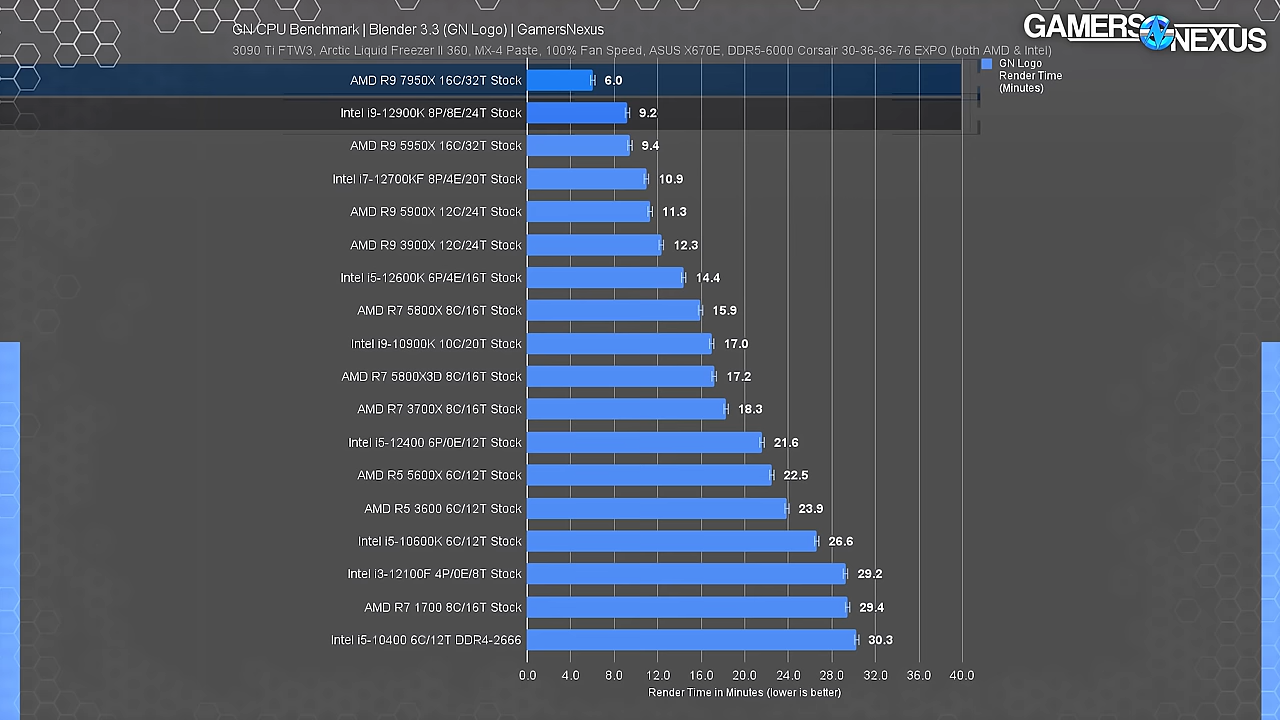 GN CPU Benchmark | Blender 3.3 (GN Logo) | GamersNexus
3090 Ti FTW3, Arctic Liquid Freezer II 360, MX-4 Paste, 100% Fan Speed, ASUS X670E, DDR5-6000 Corsair 30-36-36-76 EXPO (both AMD & Intel)
GAMERS NEXUS
GN Logo
Render Time
(Minutes)
AMD R9 7950X 16C/32T Stock 6.0
Intel i9-12900K 8P/8E/24T Stock 9.2
AMD R9 5950X 16C/32T Stock 9.4
Intel i7-12700KF 8P/4E/20T Stock 10.9
AMD R9 5900X 12C/24T Stock 11.3
AMD R9 3900X 12C/24T Stock 12.3
Intel i5-12600K 6P/4E/16T Stock 14.4
AMD R7 5800X 8C/16T Stock 15.9
Intel i9-10900K 10C/20T Stock 17.0
AMD R7 5800X3D 8C/16T Stock 17.2
AMD R7 3700X 8C/16T Stock 18.3
Intel i5-12400 6P/0E/12T Stock 21.6
AMD R5 5600X 6C/12T Stock 22.5
AMD R5 3600 6C/12T Stock 23.9
Intel i5-10600K 6C/12T Stock 26.6
Intel i3-12100F 4P/0E/8T Stock 29.2
AMD R7 1700 8C/16T Stock 29.4
Intel i5-10400 6C/12T DDR4-2666 30.3
0.0 4.0 8.0 12.0 16.0 20.0 24.0 28.0 32.0 36.0 40.0
Render Time in Minutes (lower is better)